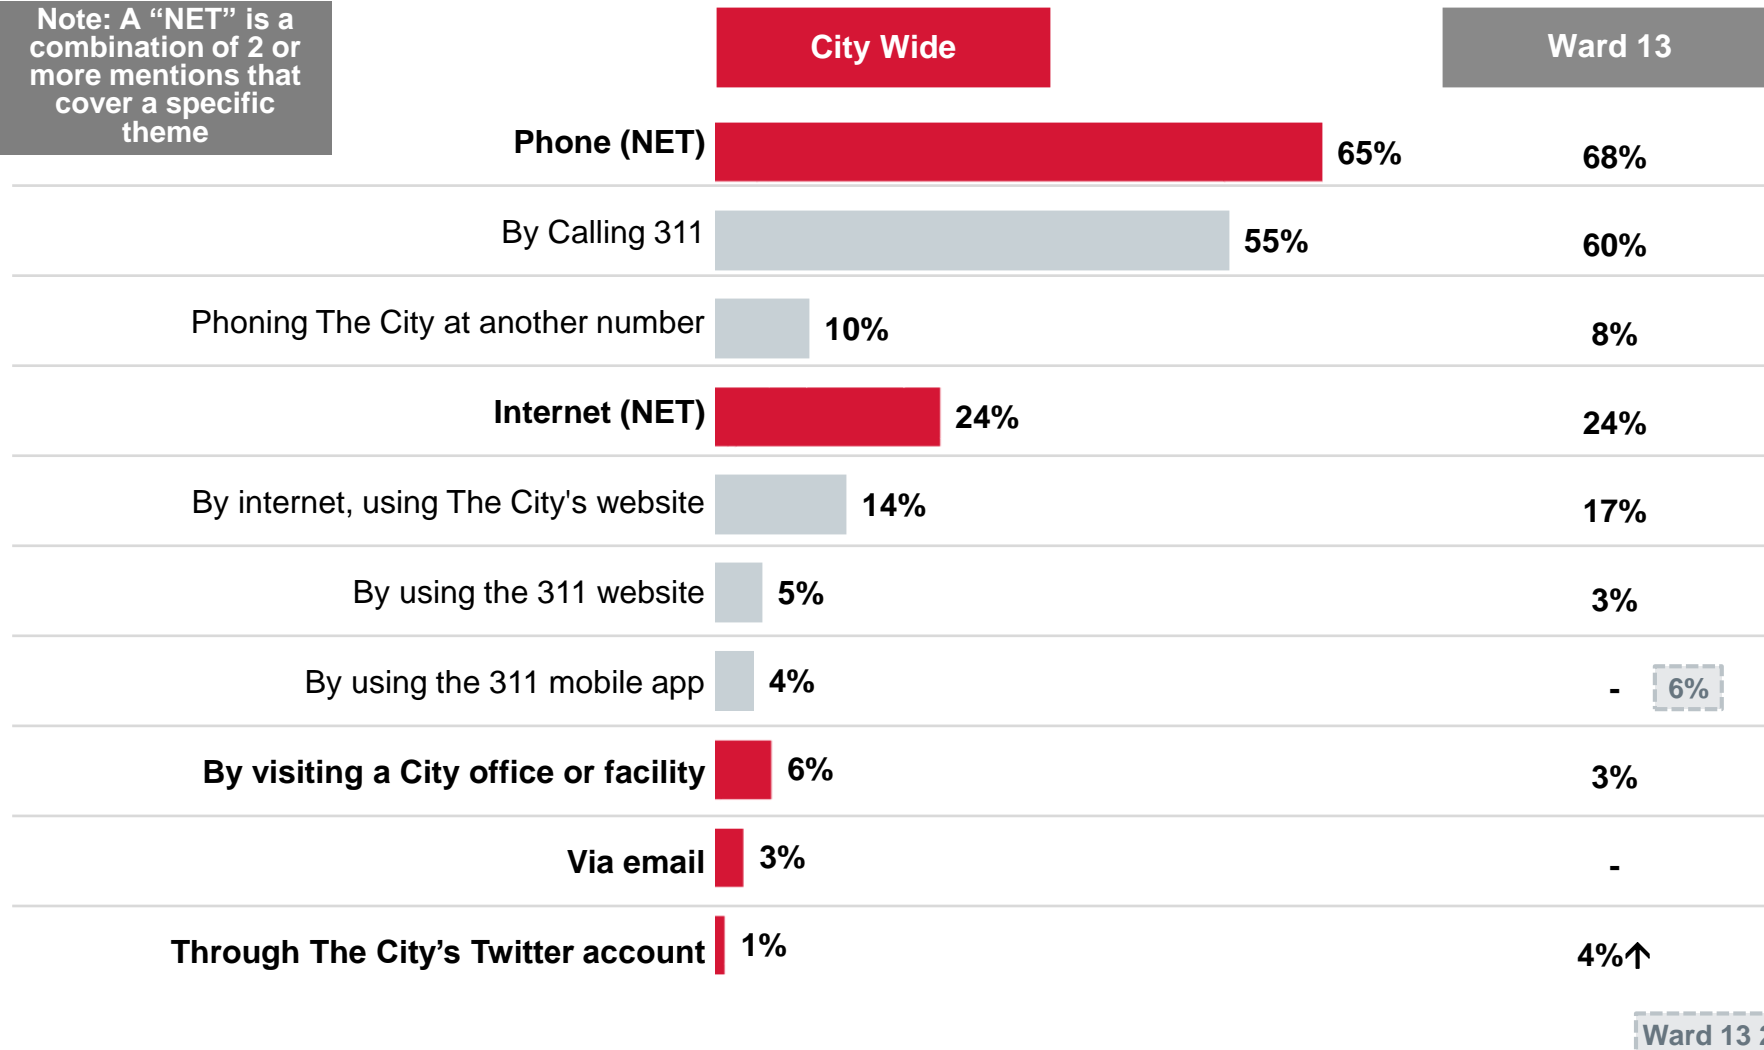 Note: A “NET” is a
combination of 2 or
more mentions that
cover a specific
theme
City Wide
Ward 13
Phone (NET) 65% 68%
By Calling 311 55% 60%
Phoning The City at another number 10% 8%
Internet (NET) 24% 24%
By internet, using The City's website 14% 17%
By using the 311 website 5% 3%
By using the 311 mobile app 4% - 6%
By visiting a City office or facility 6% 3%
Via email 3% -
Through The City’s Twitter account 1% 4%↑
Ward 13